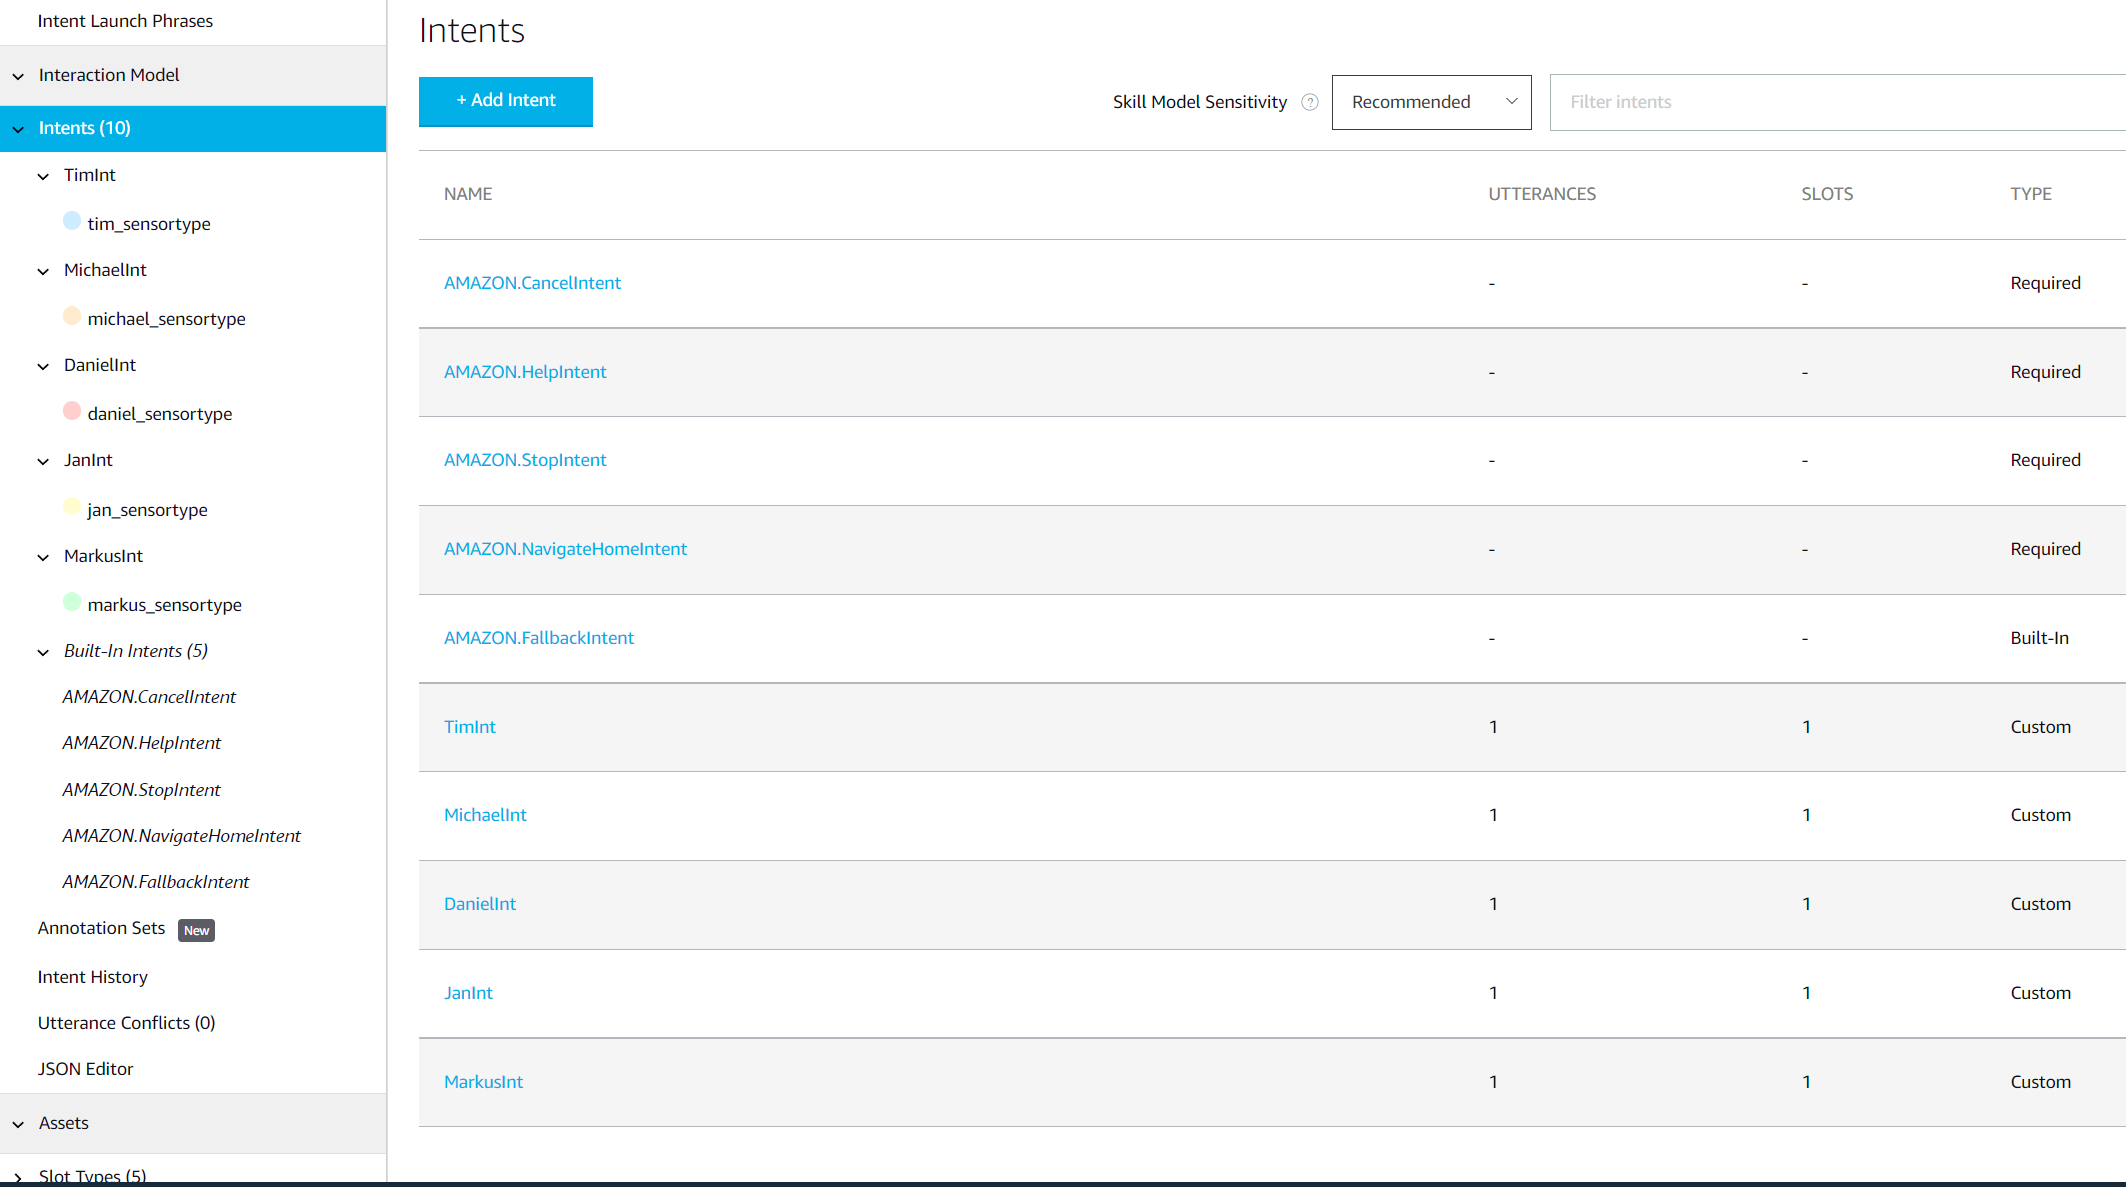 Intent Launch Phrases
Interaction Model
Intents (10)
TimInt
tim_sensortype
MichaelInt
michael_sensortype
DanielInt
daniel_sensortype
JanInt
jan_sensortype
MarkusInt
markus_sensortype
Built-In Intents (5)
AMAZON.CancelIntent
AMAZON.HelpIntent
AMAZON.StopIntent
AMAZON.NavigateHomeIntent
AMAZON.FallbackIntent
Annotation Sets New
Intent History
Utterance Conflicts (0)
JSON Editor
Assets
Slot Types (5)
Intents
+ Add Intent
Skill Model Sensitivity ? Recommended Filter intents
NAME UTTERANCES SLOTS TYPE
AMAZON.CancelIntent - - Required
AMAZON.HelpIntent - - Required
AMAZON.StopIntent - - Required
AMAZON.NavigateHomeIntent - - Required
AMAZON.FallbackIntent - - Built-In
TimInt 1 1 Custom
MichaelInt 1 1 Custom
DanielInt 1 1 Custom
JanInt 1 1 Custom
MarkusInt 1 1 Custom